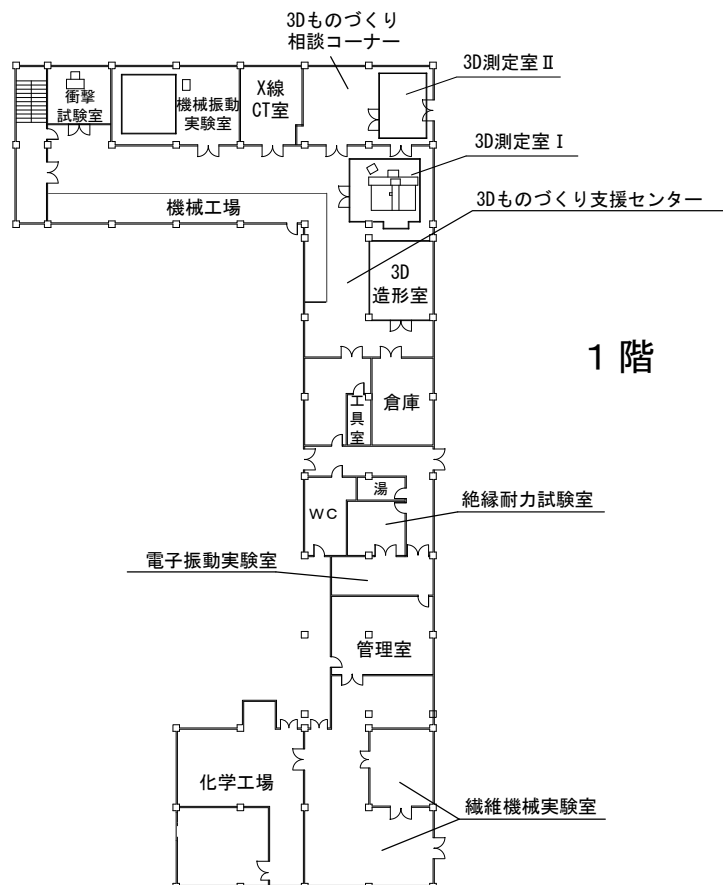 3Dものづくり
相談コーナー
3D測定室Ⅱ
衝撃
試験室
機械振動
実験室
X線
CT室
3D測定室Ⅰ
機械工場
3Dものづくり支援センター
3D
造形室
1階
工
具
室
倉庫
湯
WC
絶縁耐力試験室
電子振動実験室
管理室
化学工場
繊維機械実験室